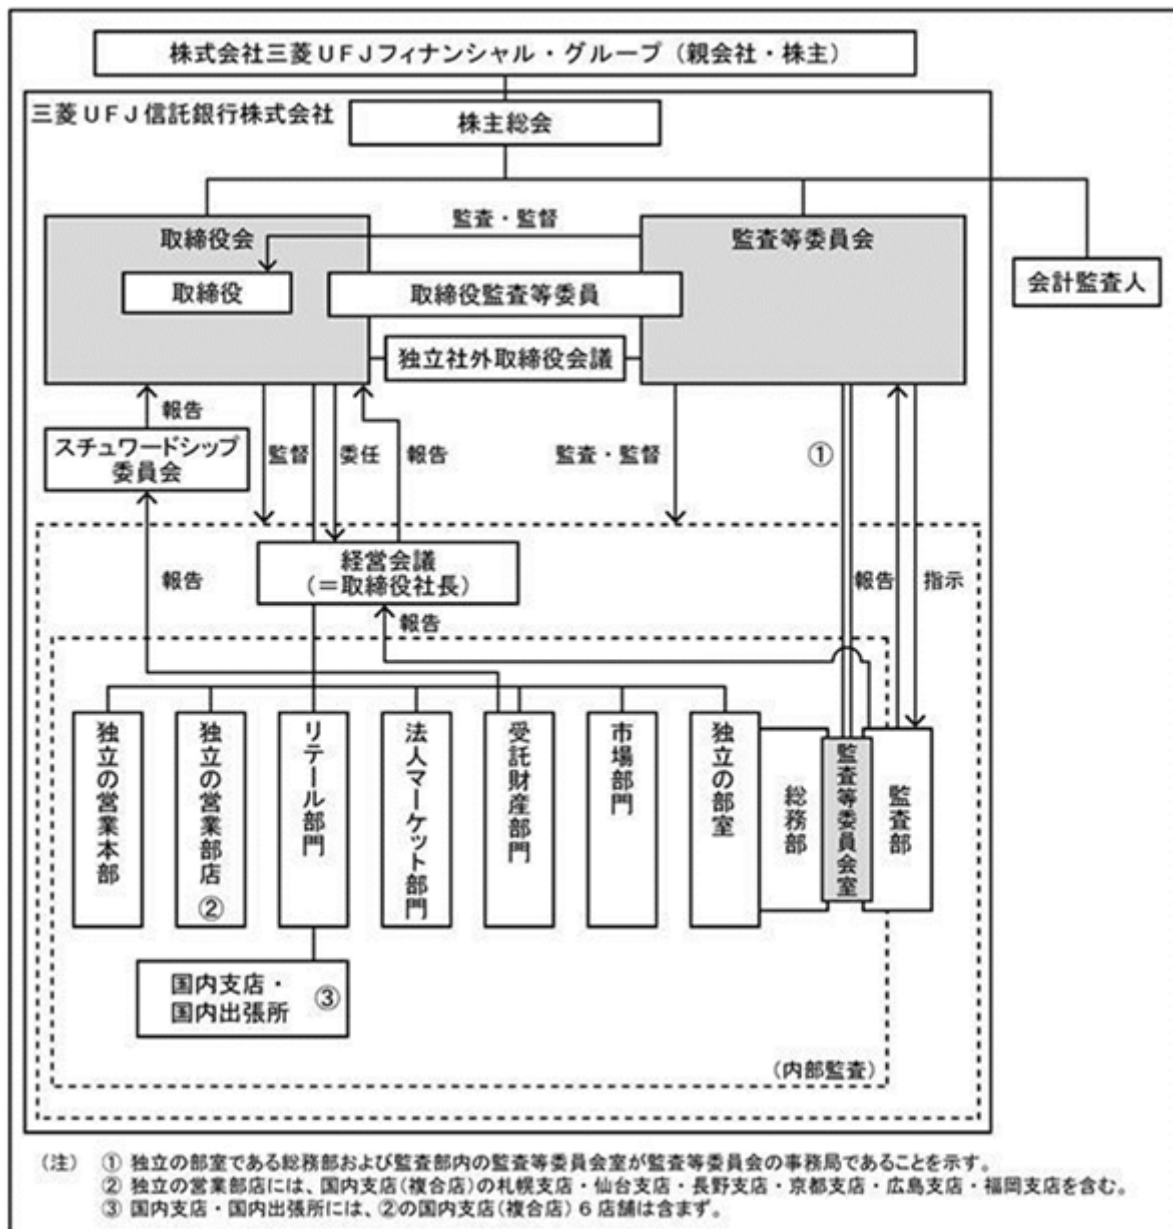 株式会社三菱UFJフィナンシャル・グループ（親会社・株主）
三菱UFJ信託銀行株式会社
株主総会
監査・監督
取締役会
監査等委員会
取締役
取締役監査等委員
会計監査人
独立社外取締役会議
報告
スチュワードシップ
委員会
監督
委任
報告
監査・監督
①
経営会議
（＝取締役社長）
報告
報告
指示
報告
独立の営業本部
独立の営業部店
②
リテール部門
法人マーケット部門
受託財産部門
市場部門
独立の部室
総務部
監査等委員会室
監査部
国内支店・
国内出張所
③
（内部監査）
（注） ① 独立の部室である総務部および監査部内の監査等委員会室が監査等委員会の事務局であることを示す。
② 独立の営業部店には、国内支店（複合店）の札幌支店・仙台支店・長野支店・京都支店・広島支店・福岡支店を含む。
③ 国内支店・国内出張所には、②の国内支店（複合店）６店舗は含まず。